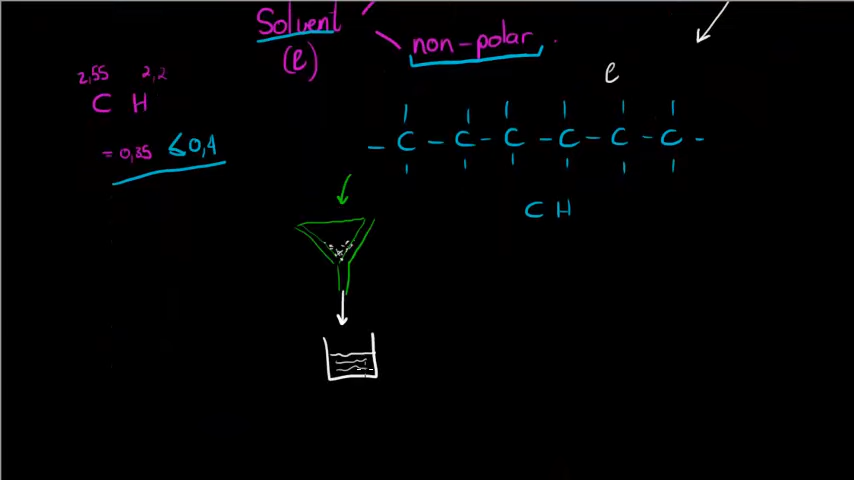 Solvent
(l)
non-polar.
2,55 2,2
C H
= 0,35 ≤0,4
l
- C - C - C - C - C - C -
C H